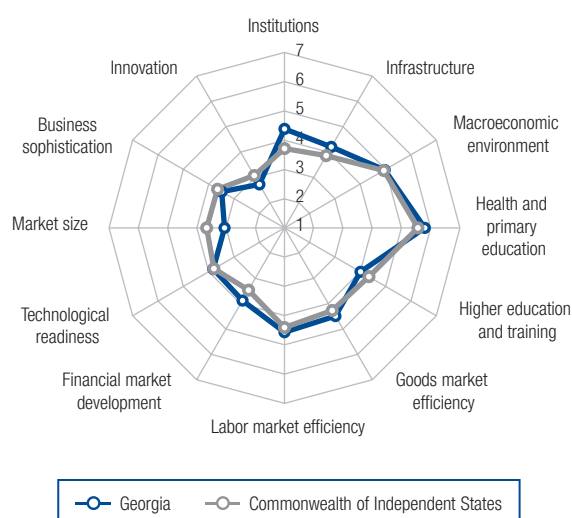 Institutions
7
6
5
4
3
2
1
Infrastructure
Macroeconomic
environment
Health and
primary
education
Higher education
and training
Goods market
efficiency
Labor market efficiency
Financial market
development
Technological
readiness
Market size
Business
sophistication
Innovation
Georgia
Commonwealth of Independent States